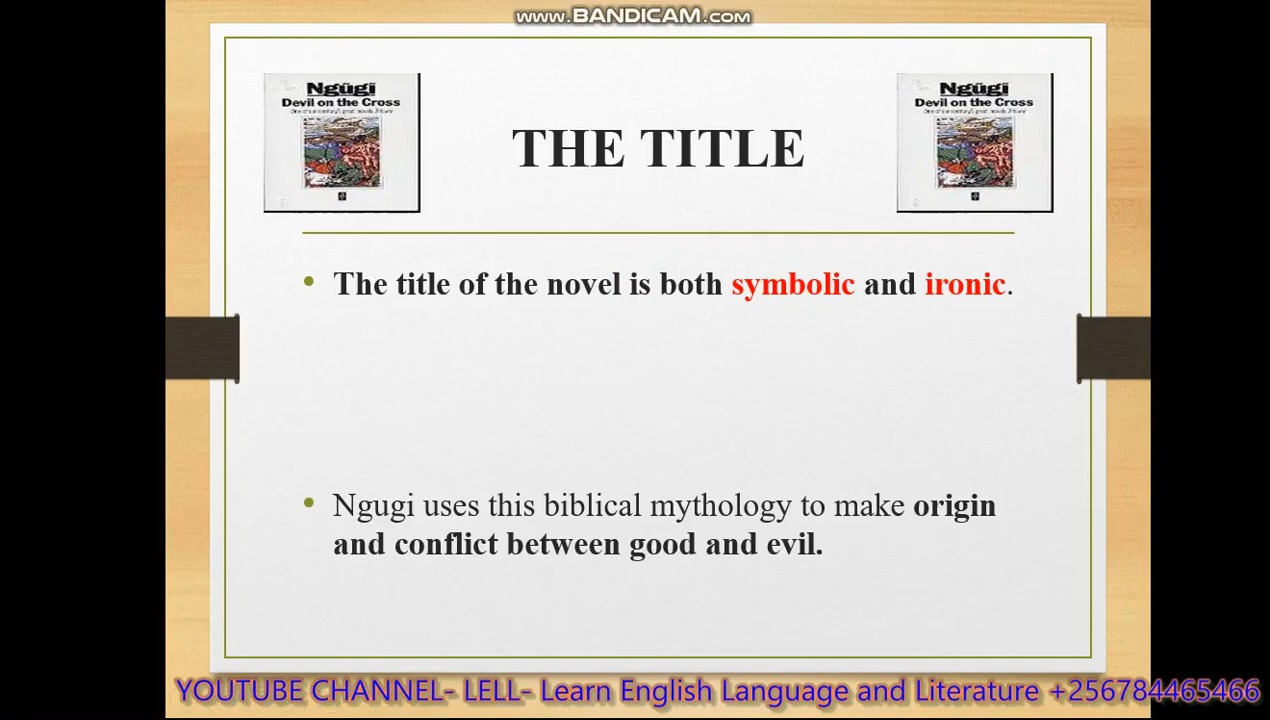 www.BANDICAM.com
Ngũgĩ
Devil on the Cross
Ngũgĩ
Devil on the Cross
THE TITLE
• The title of the novel is both symbolic and ironic.
• Ngugi uses this biblical mythology to make origin
and conflict between good and evil.
YOUTUBE CHANNEL- LELL- Learn English Language and Literature +256784465466